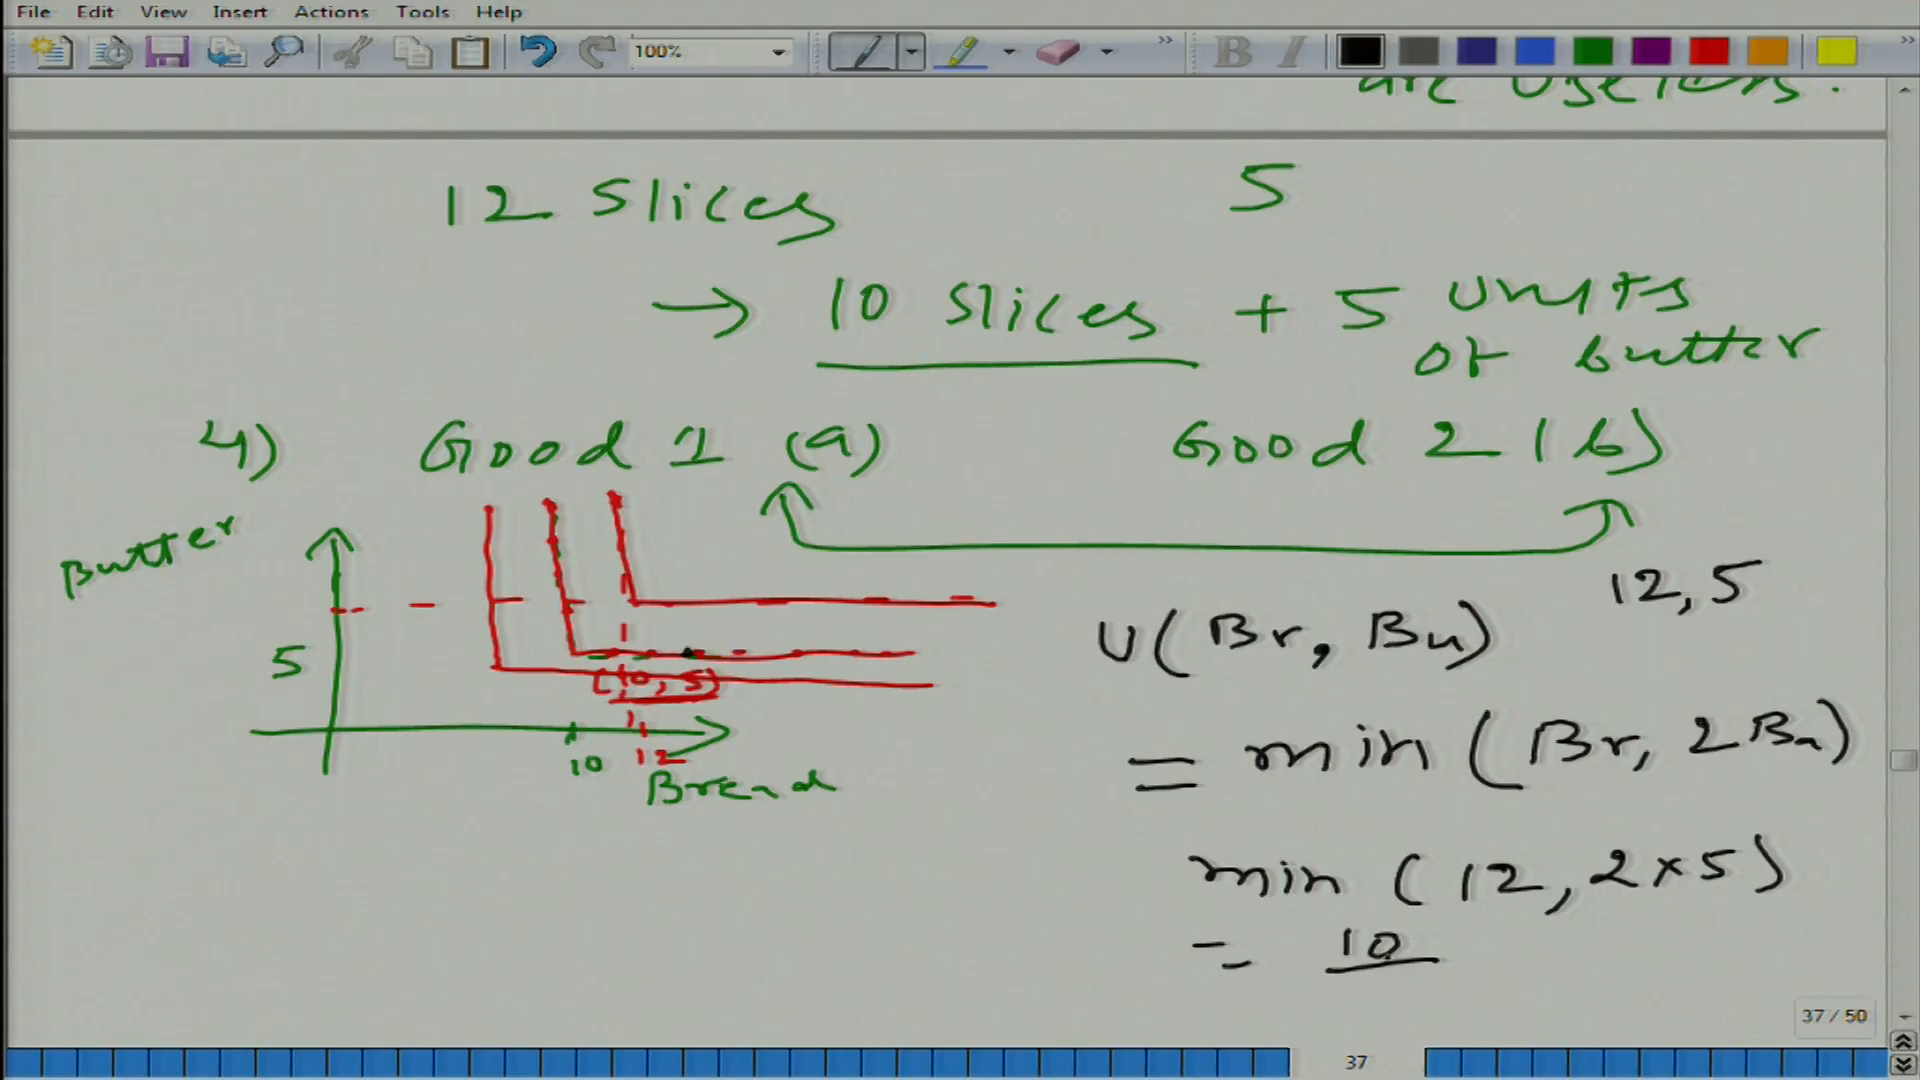 File Edit View Insert Actions Tools Help
100%
B I
are useless.
12 Slices 5
→ 10 slices + 5 units
of butter
4) Good 1 (a) Good 2 (b)
Butter
12, 5
U(Br, Bu)
5
(10, 5)
= min (Br, 2Bu)
10 12
Bread
min (12, 2×5)
= 10
37 / 50
37